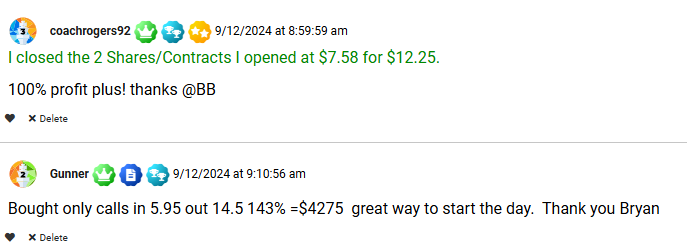 3 coachrogers92 9/12/2024 at 8:59:59 am
I closed the 2 Shares/Contracts I opened at $7.58 for $12.25.
100% profit plus! thanks @BB
Delete
2 Gunner 9/12/2024 at 9:10:56 am
Bought only calls in 5.95 out 14.5 143% =$4275 great way to start the day. Thank you Bryan
Delete